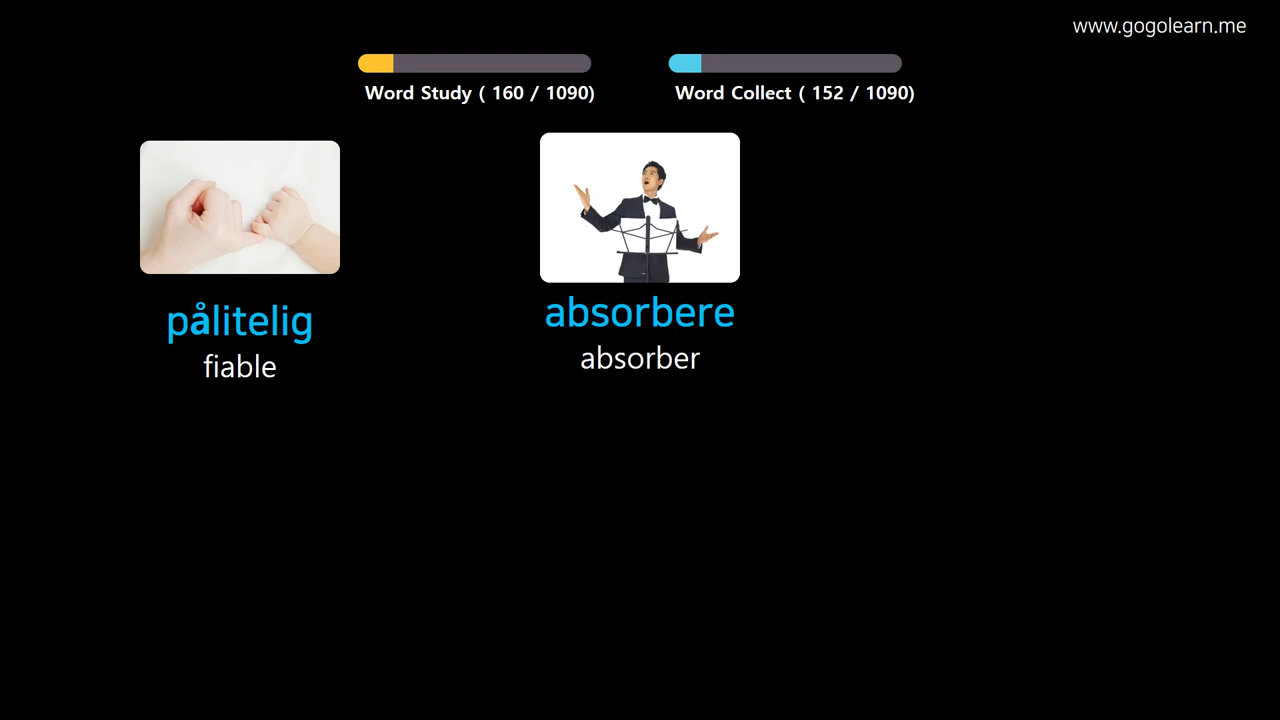 www.gogolearn.me
Word Study ( 160 / 1090)
Word Collect ( 152 / 1090)
pålitelig
fiable
absorbere
absorber